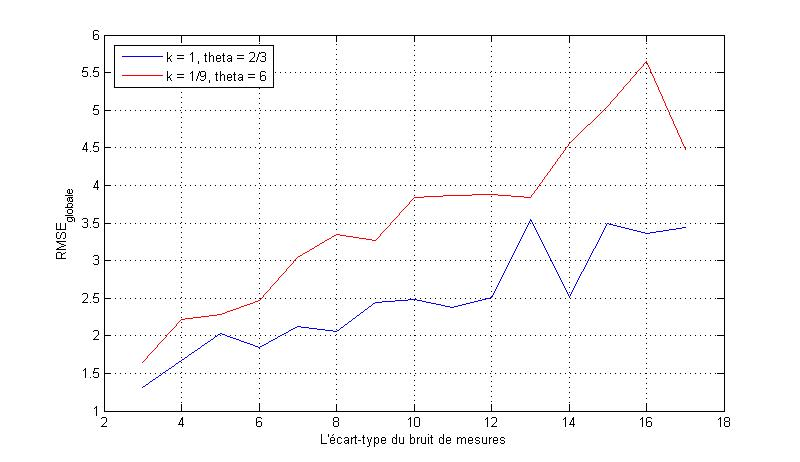 k = 1, theta = 2/3
k = 1/9, theta = 6
6
5.5
5
4.5
4
3.5
3
2.5
2
1.5
1
RMSE_globale
2 4 6 8 10 12 14 16 18
L'écart-type du bruit de mesures